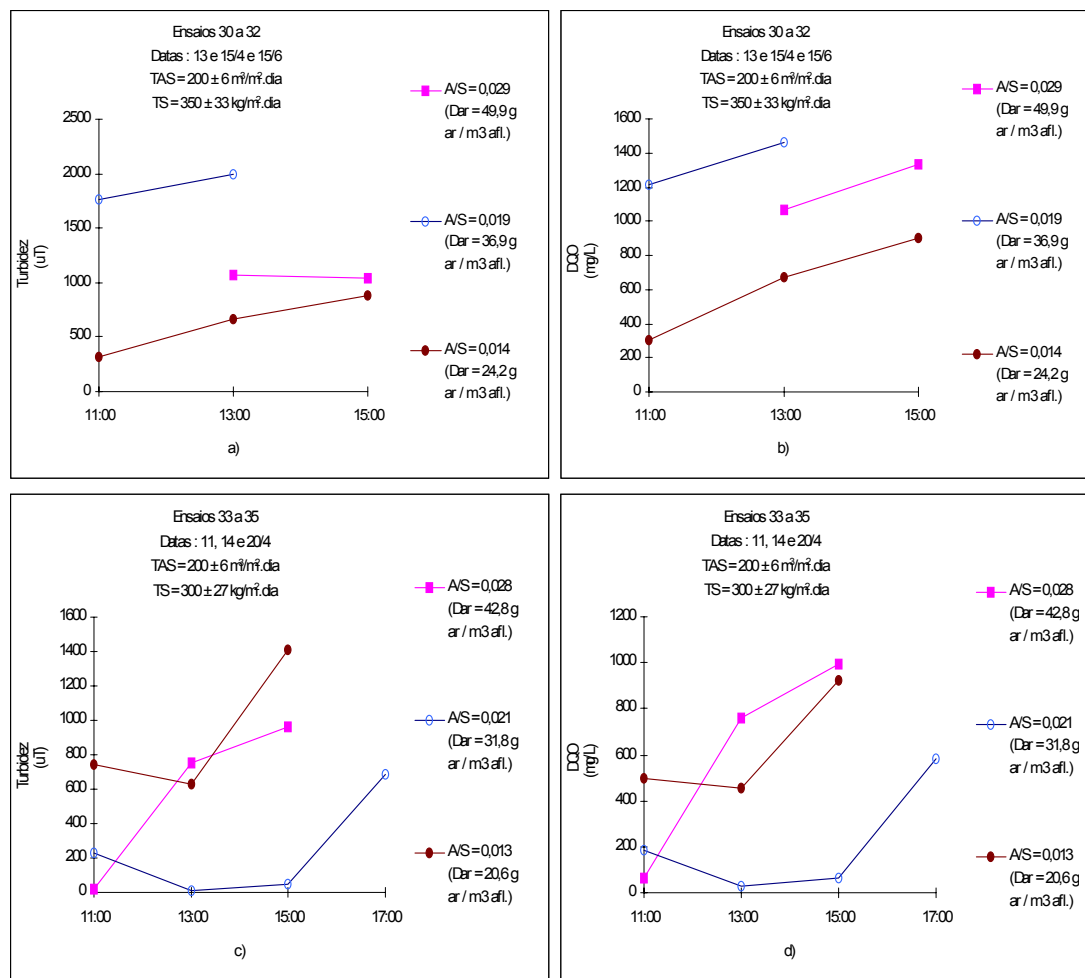 Ensaios 30 a 32
Datas : 13 e 15/4 e 15/6
TAS = 200 ± 6 m³/m².dia
TS = 350 ± 33 kg/m².dia
2500
2000
1500
1000
500
0
Turbidez
(uT)
11:00
13:00
15:00
A/S = 0,029
(Dar = 49,9 g
ar / m3 afl.)
A/S = 0,019
(Dar = 36,9 g
ar / m3 afl.)
A/S = 0,014
(Dar = 24,2 g
ar / m3 afl.)
a)
Ensaios 30 a 32
Datas : 13 e 15/4 e 15/6
TAS = 200 ± 6 m³/m².dia
TS = 350 ± 33 kg/m².dia
1600
1400
1200
1000
800
600
400
200
0
DQO
(mg/L)
11:00
13:00
15:00
A/S = 0,029
(Dar = 49,9 g
ar / m3 afl.)
A/S = 0,019
(Dar = 36,9 g
ar / m3 afl.)
A/S = 0,014
(Dar = 24,2 g
ar / m3 afl.)
b)
Ensaios 33 a 35
Datas : 11, 14 e 20/4
TAS = 200 ± 6 m³/m².dia
TS = 300 ± 27 kg/m².dia
1600
1400
1200
1000
800
600
400
200
0
Turbidez
(uT)
11:00
13:00
15:00
17:00
A/S = 0,028
(Dar = 42,8 g
ar / m3 afl.)
A/S = 0,021
(Dar = 31,8 g
ar / m3 afl.)
A/S = 0,013
(Dar = 20,6 g
ar / m3 afl.)
c)
Ensaios 33 a 35
Datas : 11, 14 e 20/4
TAS = 200 ± 6 m³/m².dia
TS = 300 ± 27 kg/m².dia
1200
1000
800
600
400
200
0
DQO
(mg/L)
11:00
13:00
15:00
17:00
A/S = 0,028
(Dar = 42,8 g
ar / m3 afl.)
A/S = 0,021
(Dar = 31,8 g
ar / m3 afl.)
A/S = 0,013
(Dar = 20,6 g
ar / m3 afl.)
d)